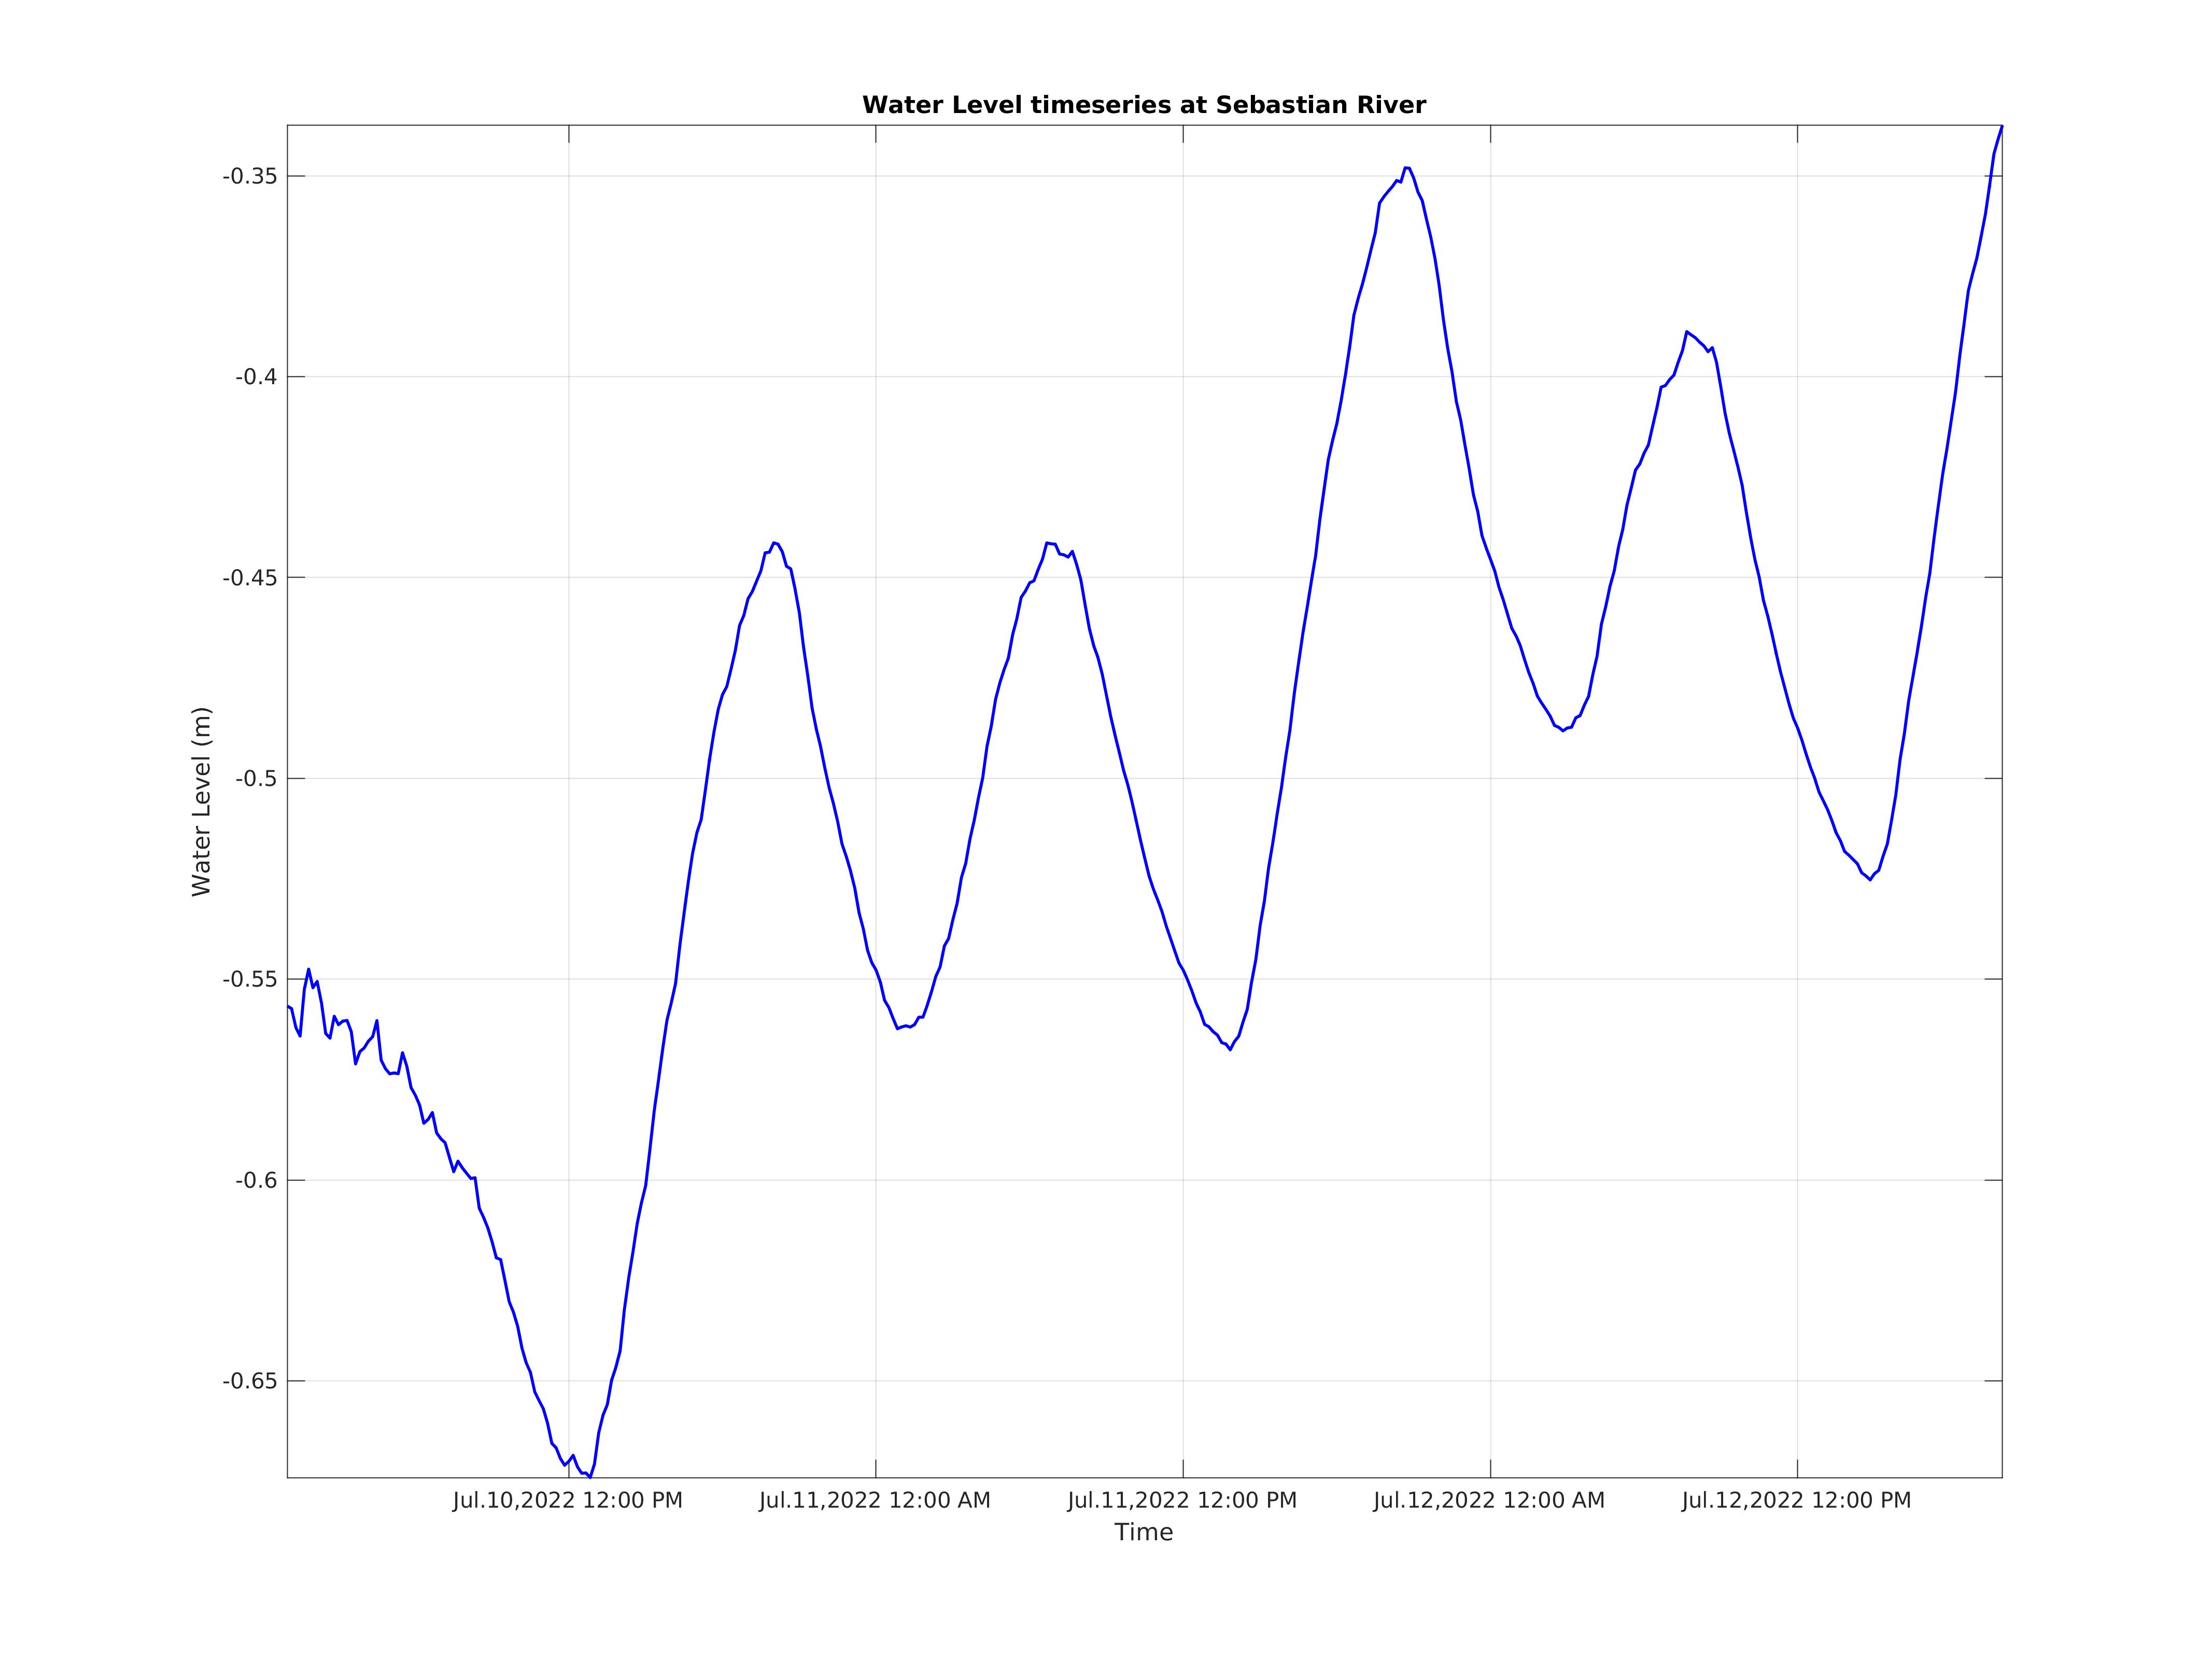 Water Level timeseries at Sebastian River
-0.35
-0.4
-0.45
-0.5
-0.55
-0.6
-0.65
Water Level (m)
Jul.10,2022 12:00 PM
Jul.11,2022 12:00 AM
Jul.11,2022 12:00 PM
Jul.12,2022 12:00 AM
Jul.12,2022 12:00 PM
Time